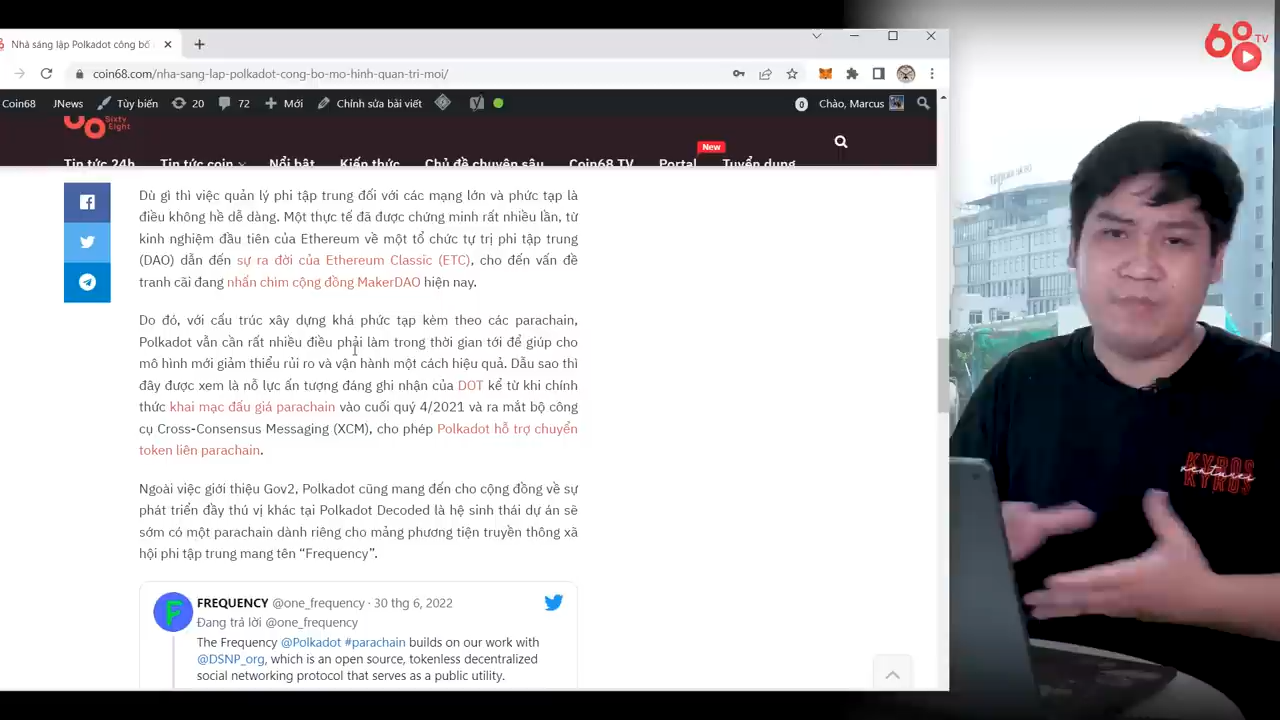 Nhà sáng lập Polkadot công bố
coin68.com/nha-sang-lap-polkadot-cong-bo-mo-hinh-quan-tri-moi/
Coin68 JNews Tùy biến 20 72 Mới Chỉnh sửa bài viết 0 Chào, Marcus
Sixty
Eight
Tin tức 24h Tin tức coin Nổi bật Kiến thức Chủ đề chuyên sâu Coin68 TV Portal New Tuyển dụng
Dù gì thì việc quản lý phi tập trung đối với các mạng lớn và phức tạp là
điều không hề dễ dàng. Một thực tế đã được chứng minh rất nhiều lần, từ
kinh nghiệm đầu tiên của Ethereum về một tổ chức tự trị phi tập trung
(DAO) dẫn đến sự ra đời của Ethereum Classic (ETC), cho đến vấn đề
tranh cãi đang nhấn chìm cộng đồng MakerDAO hiện nay.
Do đó, với cấu trúc xây dựng khá phức tạp kèm theo các parachain,
Polkadot vẫn cần rất nhiều điều phải làm trong thời gian tới để giúp cho
mô hình mới giảm thiểu rủi ro và vận hành một cách hiệu quả. Dẫu sao thì
đây được xem là nỗ lực ấn tượng đáng ghi nhận của DOT kể từ khi chính
thức khai mạc đấu giá parachain vào cuối quý 4/2021 và ra mắt bộ công
cụ Cross-Consensus Messaging (XCM), cho phép Polkadot hỗ trợ chuyển
token liên parachain.
Ngoài việc giới thiệu Gov2, Polkadot cũng mang đến cho cộng đồng về sự
phát triển đầy thú vị khác tại Polkadot Decoded là hệ sinh thái dự án sẽ
sớm có một parachain dành riêng cho mảng phương tiện truyền thông xã
hội phi tập trung mang tên “Frequency”.
FREQUENCY @one_frequency · 30 thg 6, 2022
Đang trả lời @one_frequency
The Frequency @Polkadot #parachain builds on our work with
@DSNP_org, which is an open source, tokenless decentralized
social networking protocol that serves as a public utility.
68 TV
KYROS
ventures
KYROS